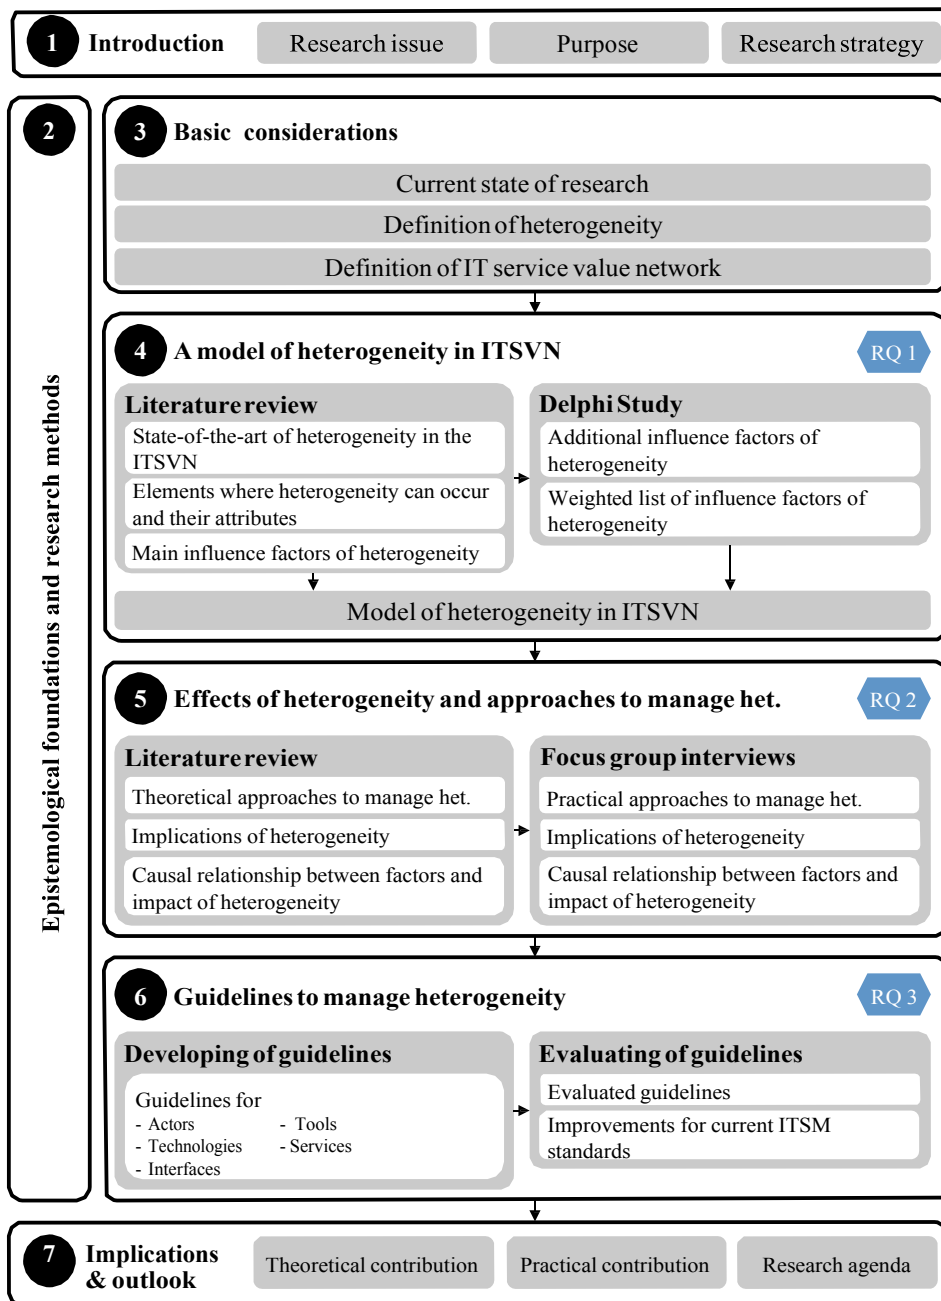 1 Introduction
Research issue
Purpose
Research strategy
2
Epistemological foundations and research methods
3 Basic considerations
Current state of research
Definition of heterogeneity
Definition of IT service value network
4 A model of heterogeneity in ITSVN
RQ 1
Literature review
State-of-the-art of heterogeneity in the
ITSVN
Elements where heterogeneity can occur
and their attributes
Main influence factors of heterogeneity
Delphi Study
Additional influence factors of
heterogeneity
Weighted list of influence factors of
heterogeneity
Model of heterogeneity in ITSVN
5 Effects of heterogeneity and approaches to manage het.
RQ 2
Literature review
Theoretical approaches to manage het.
Implications of heterogeneity
Causal relationship between factors and
impact of heterogeneity
Focus group interviews
Practical approaches to manage het.
Implications of heterogeneity
Causal relationship between factors and
impact of heterogeneity
6 Guidelines to manage heterogeneity
RQ 3
Developing of guidelines
Guidelines for
- Actors
- Technologies
- Interfaces
- Tools
- Services
Evaluating of guidelines
Evaluated guidelines
Improvements for current ITSM
standards
7 Implications
& outlook
Theoretical contribution
Practical contribution
Research agenda